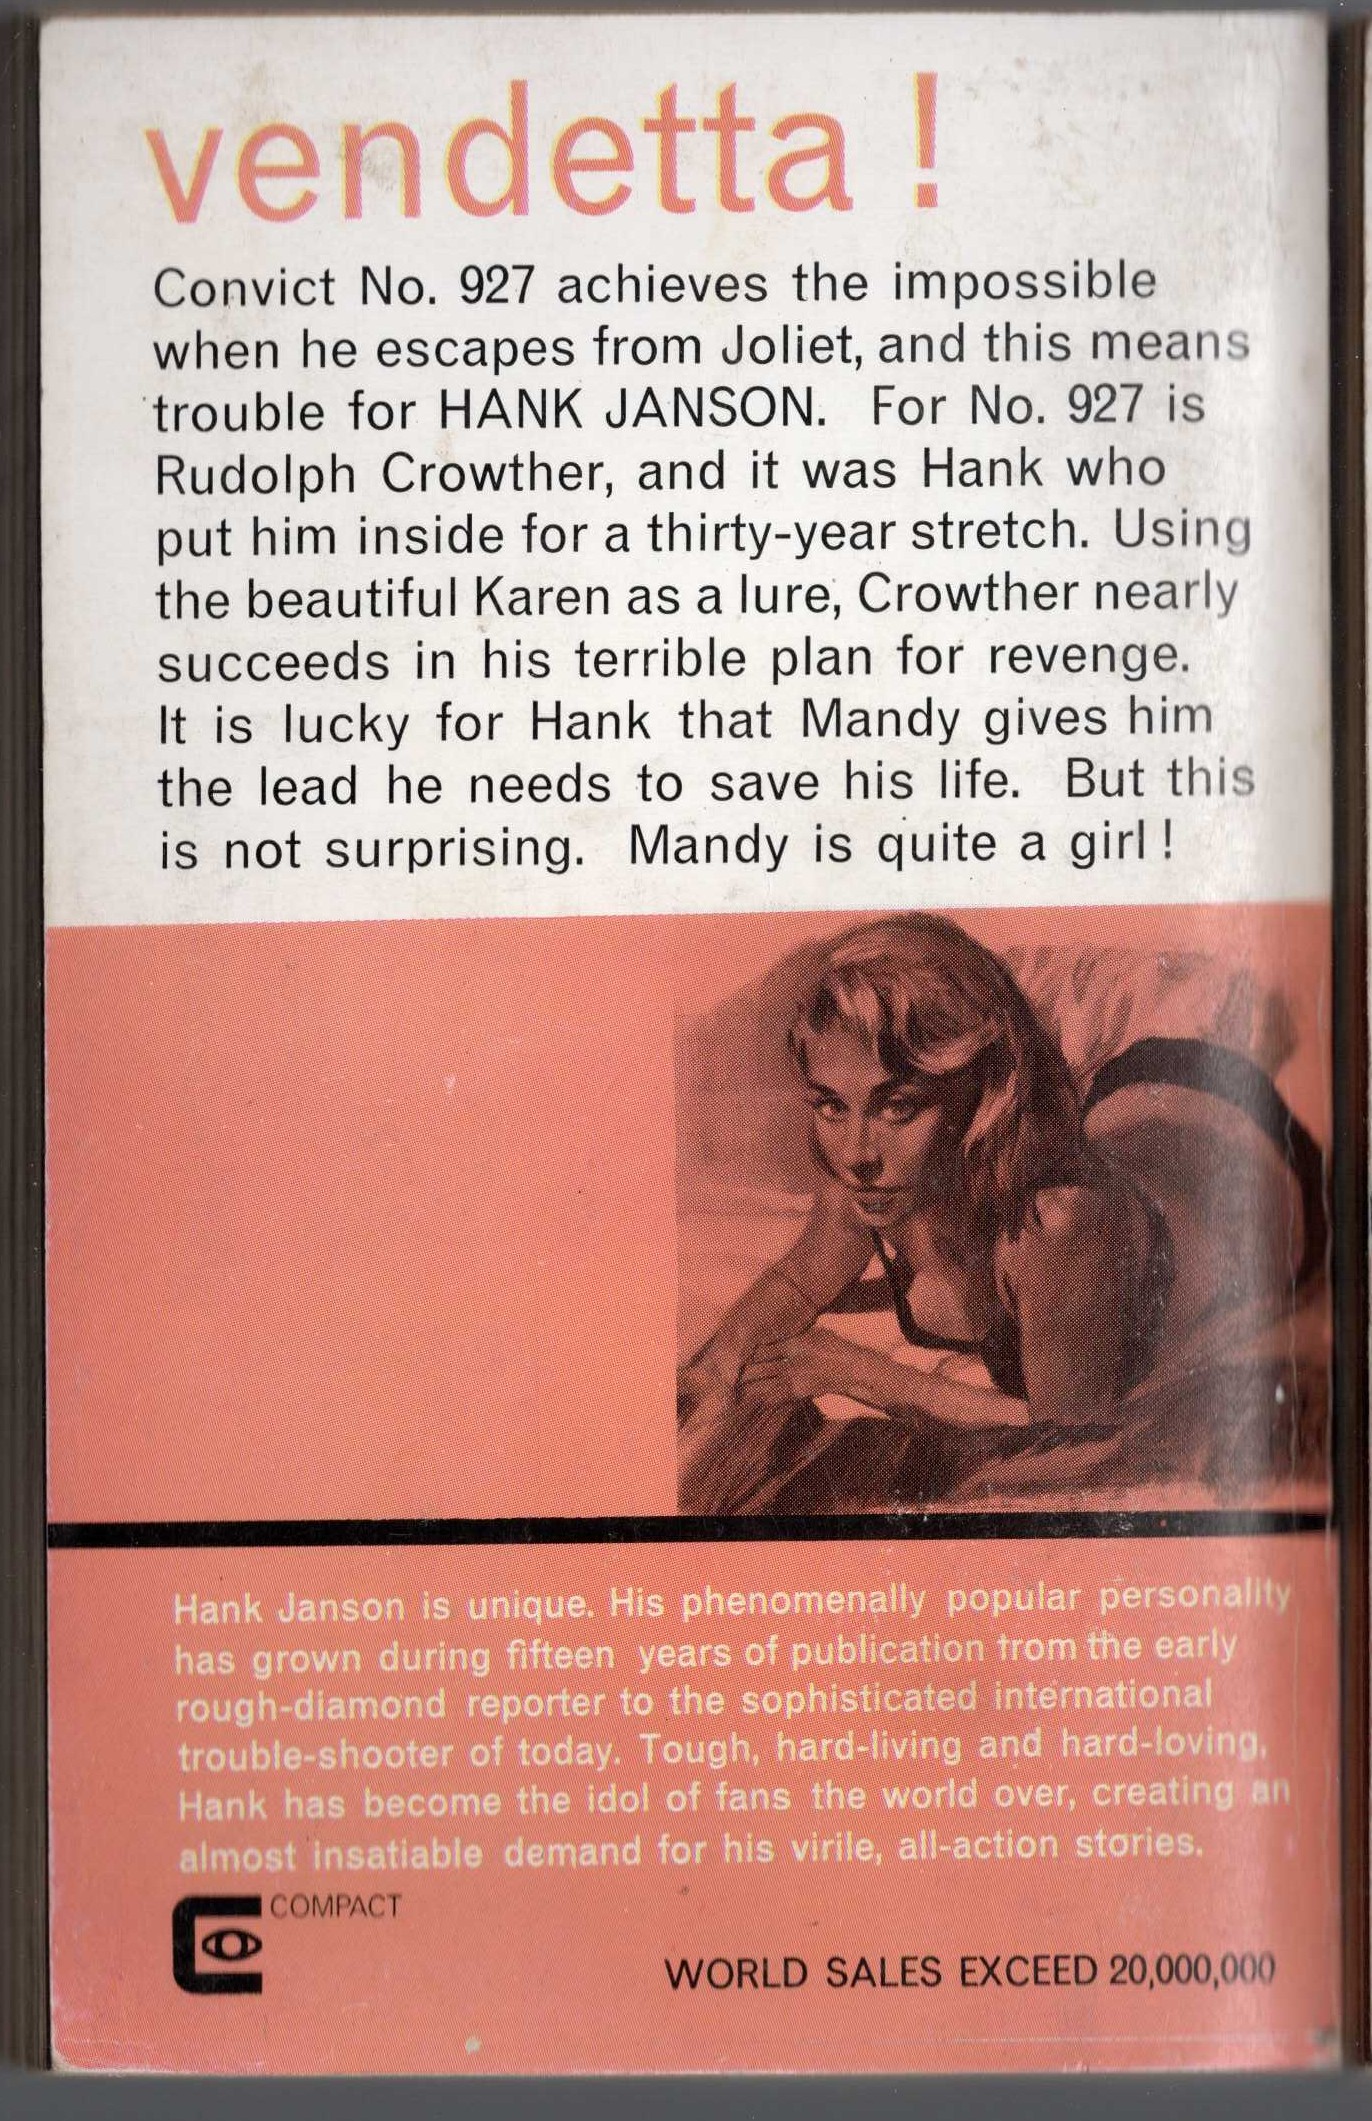 vendetta !
Convict No. 927 achieves the impossible
when he escapes from Joliet, and this means
trouble for HANK JANSON. For No. 927 is
Rudolph Crowther, and it was Hank who
put him inside for a thirty-year stretch. Using
the beautiful Karen as a lure, Crowther nearly
succeeds in his terrible plan for revenge.
It is lucky for Hank that Mandy gives him
the lead he needs to save his life. But this
is not surprising. Mandy is quite a girl !
Hank Janson is unique. His phenomenally popular personality
has grown during fifteen years of publication from the early
rough-diamond reporter to the sophisticated international
trouble-shooter of today. Tough, hard-living and hard-loving,
Hank has become the idol of fans the world over, creating an
almost insatiable demand for his virile, all-action stories.
COMPACT
WORLD SALES EXCEED 20,000,000